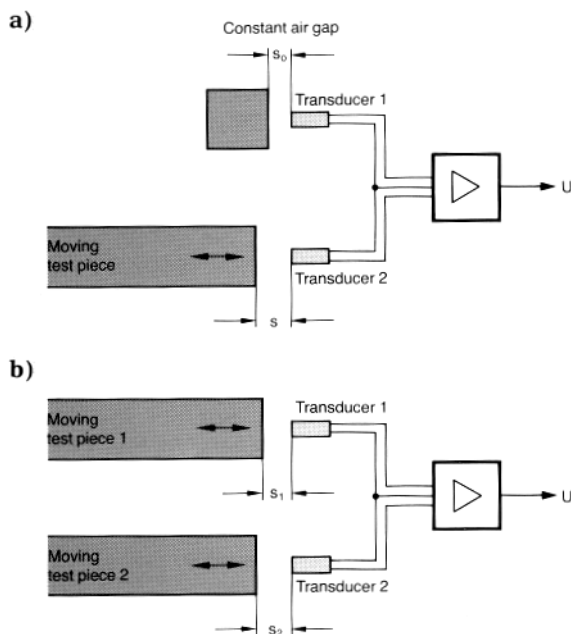 a)
Constant air gap
s₀
Transducer 1
U
Moving
test piece
Transducer 2
s
b)
Moving
test piece 1
Transducer 1
s₁
U
Moving
test piece 2
Transducer 2
s₂